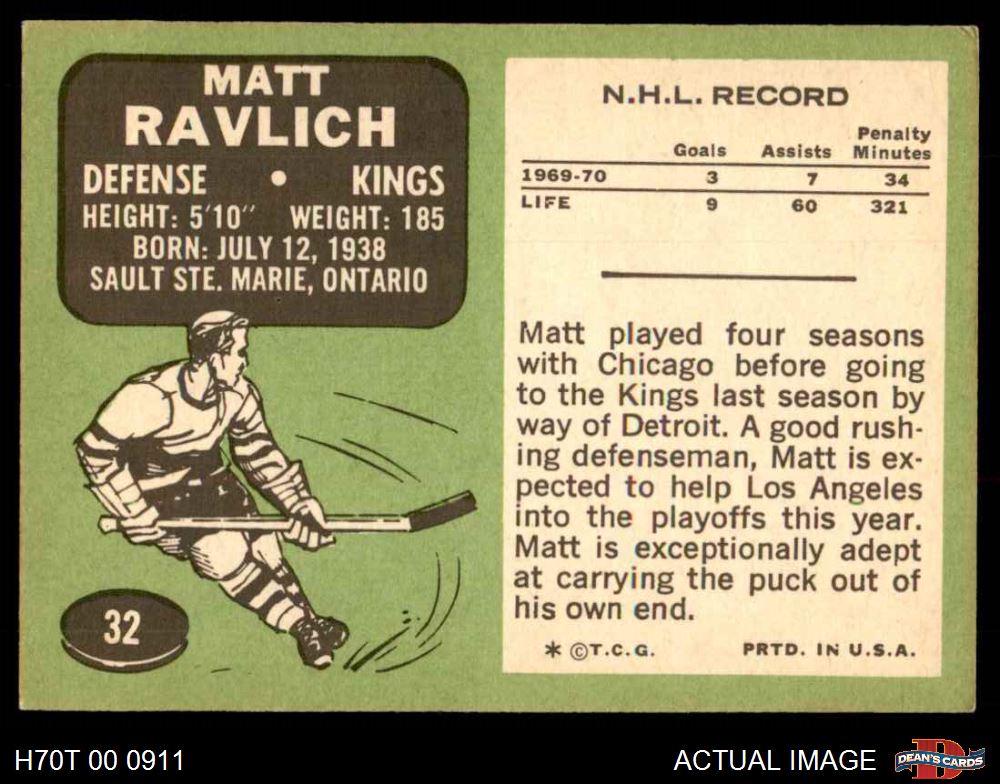 MATT
RAVLICH
DEFENSE • KINGS
HEIGHT: 5'10" WEIGHT: 185
BORN: JULY 12, 1938
SAULT STE. MARIE, ONTARIO
32
N.H.L. RECORD
Goals Assists Penalty Minutes
1969-70 3 7 34
LIFE 9 60 321
Matt played four seasons
with Chicago before going
to the Kings last season by
way of Detroit. A good rush-
ing defenseman, Matt is ex-
pected to help Los Angeles
into the playoffs this year.
Matt is exceptionally adept
at carrying the puck out of
his own end.
* ©T.C.G. PRTD. IN U.S.A.
H70T 00 0911 ACTUAL IMAGE
D
DEAN'S CARDS